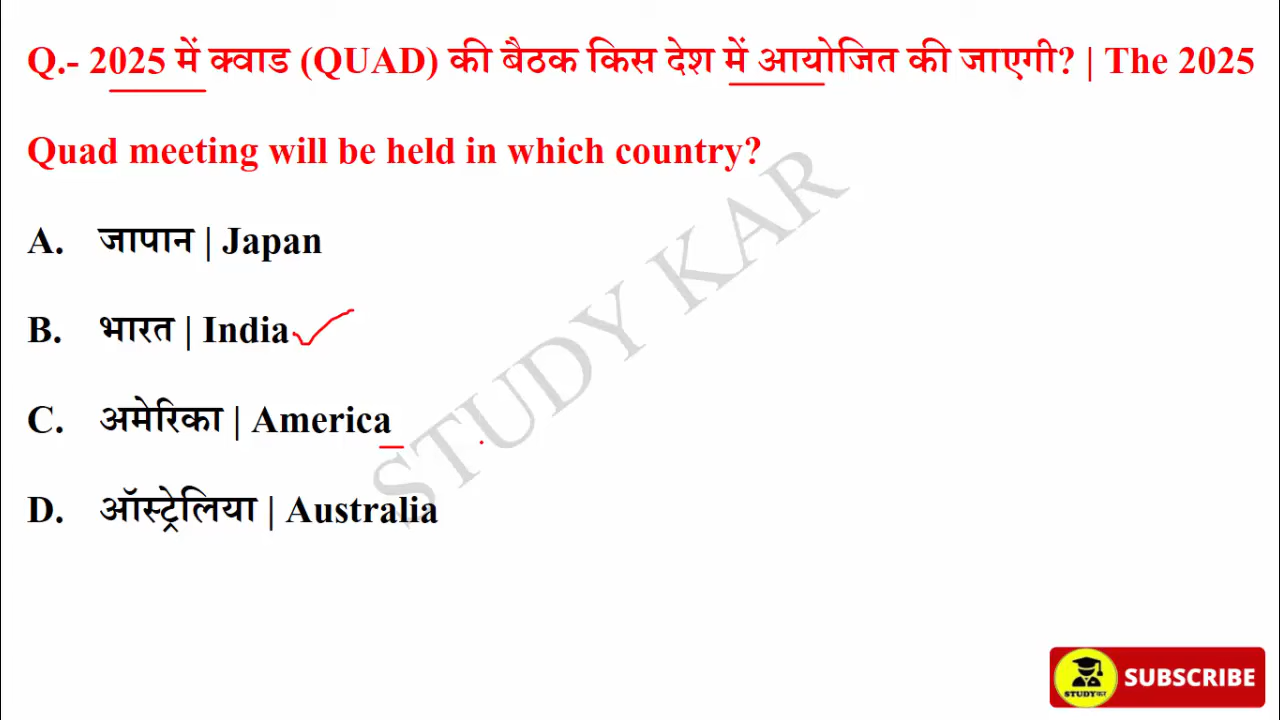 Q.- 2025 में क्वाड (QUAD) की बैठक किस देश में आयोजित की जाएगी? | The 2025
Quad meeting will be held in which country?
A. जापान | Japan
B. भारत | India
C. अमेरिका | America
D. ऑस्ट्रेलिया | Australia
STUDY KAR
STUDYकर
SUBSCRIBE